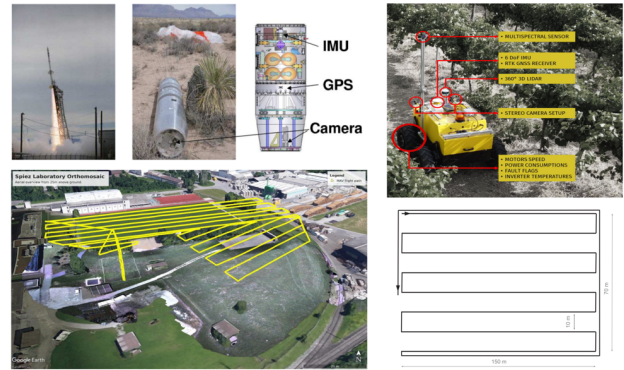 IMU
GPS
Camera
• MULTISPECTRAL SENSOR
• 6 DoF IMU
• RTK GNSS RECEIVER
• 360° 3D LIDAR
• STEREO CAMERA SETUP
• MOTORS SPEED
• POWER CONSUMPTIONS
• FAULT FLAGS
• INVERTER TEMPERATURES
Spiez Laboratory Orthomosaic
Legend
Google Earth
N
70 m
10 m
150 m